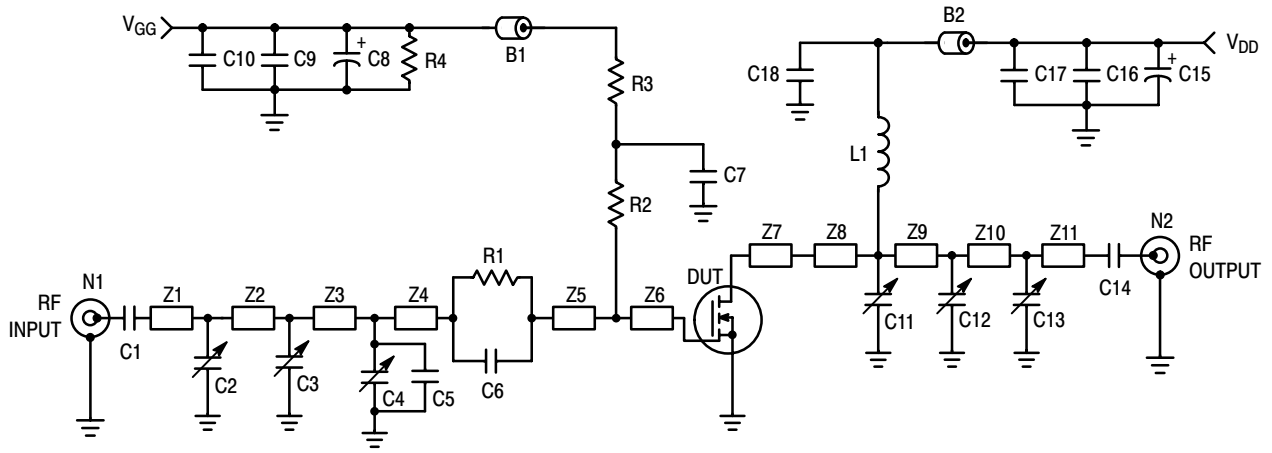 V_GG
C10
C9
+
C8
R4
B1
R3
C7
R2
B2
C18
C17
C16
+
C15
V_DD
L1
N1
RF
INPUT
C1
Z1
C2
Z2
C3
Z3
C4
C5
Z4
R1
C6
Z5
Z6
DUT
Z7
Z8
C11
Z9
C12
Z10
C13
Z11
C14
N2
RF
OUTPUT